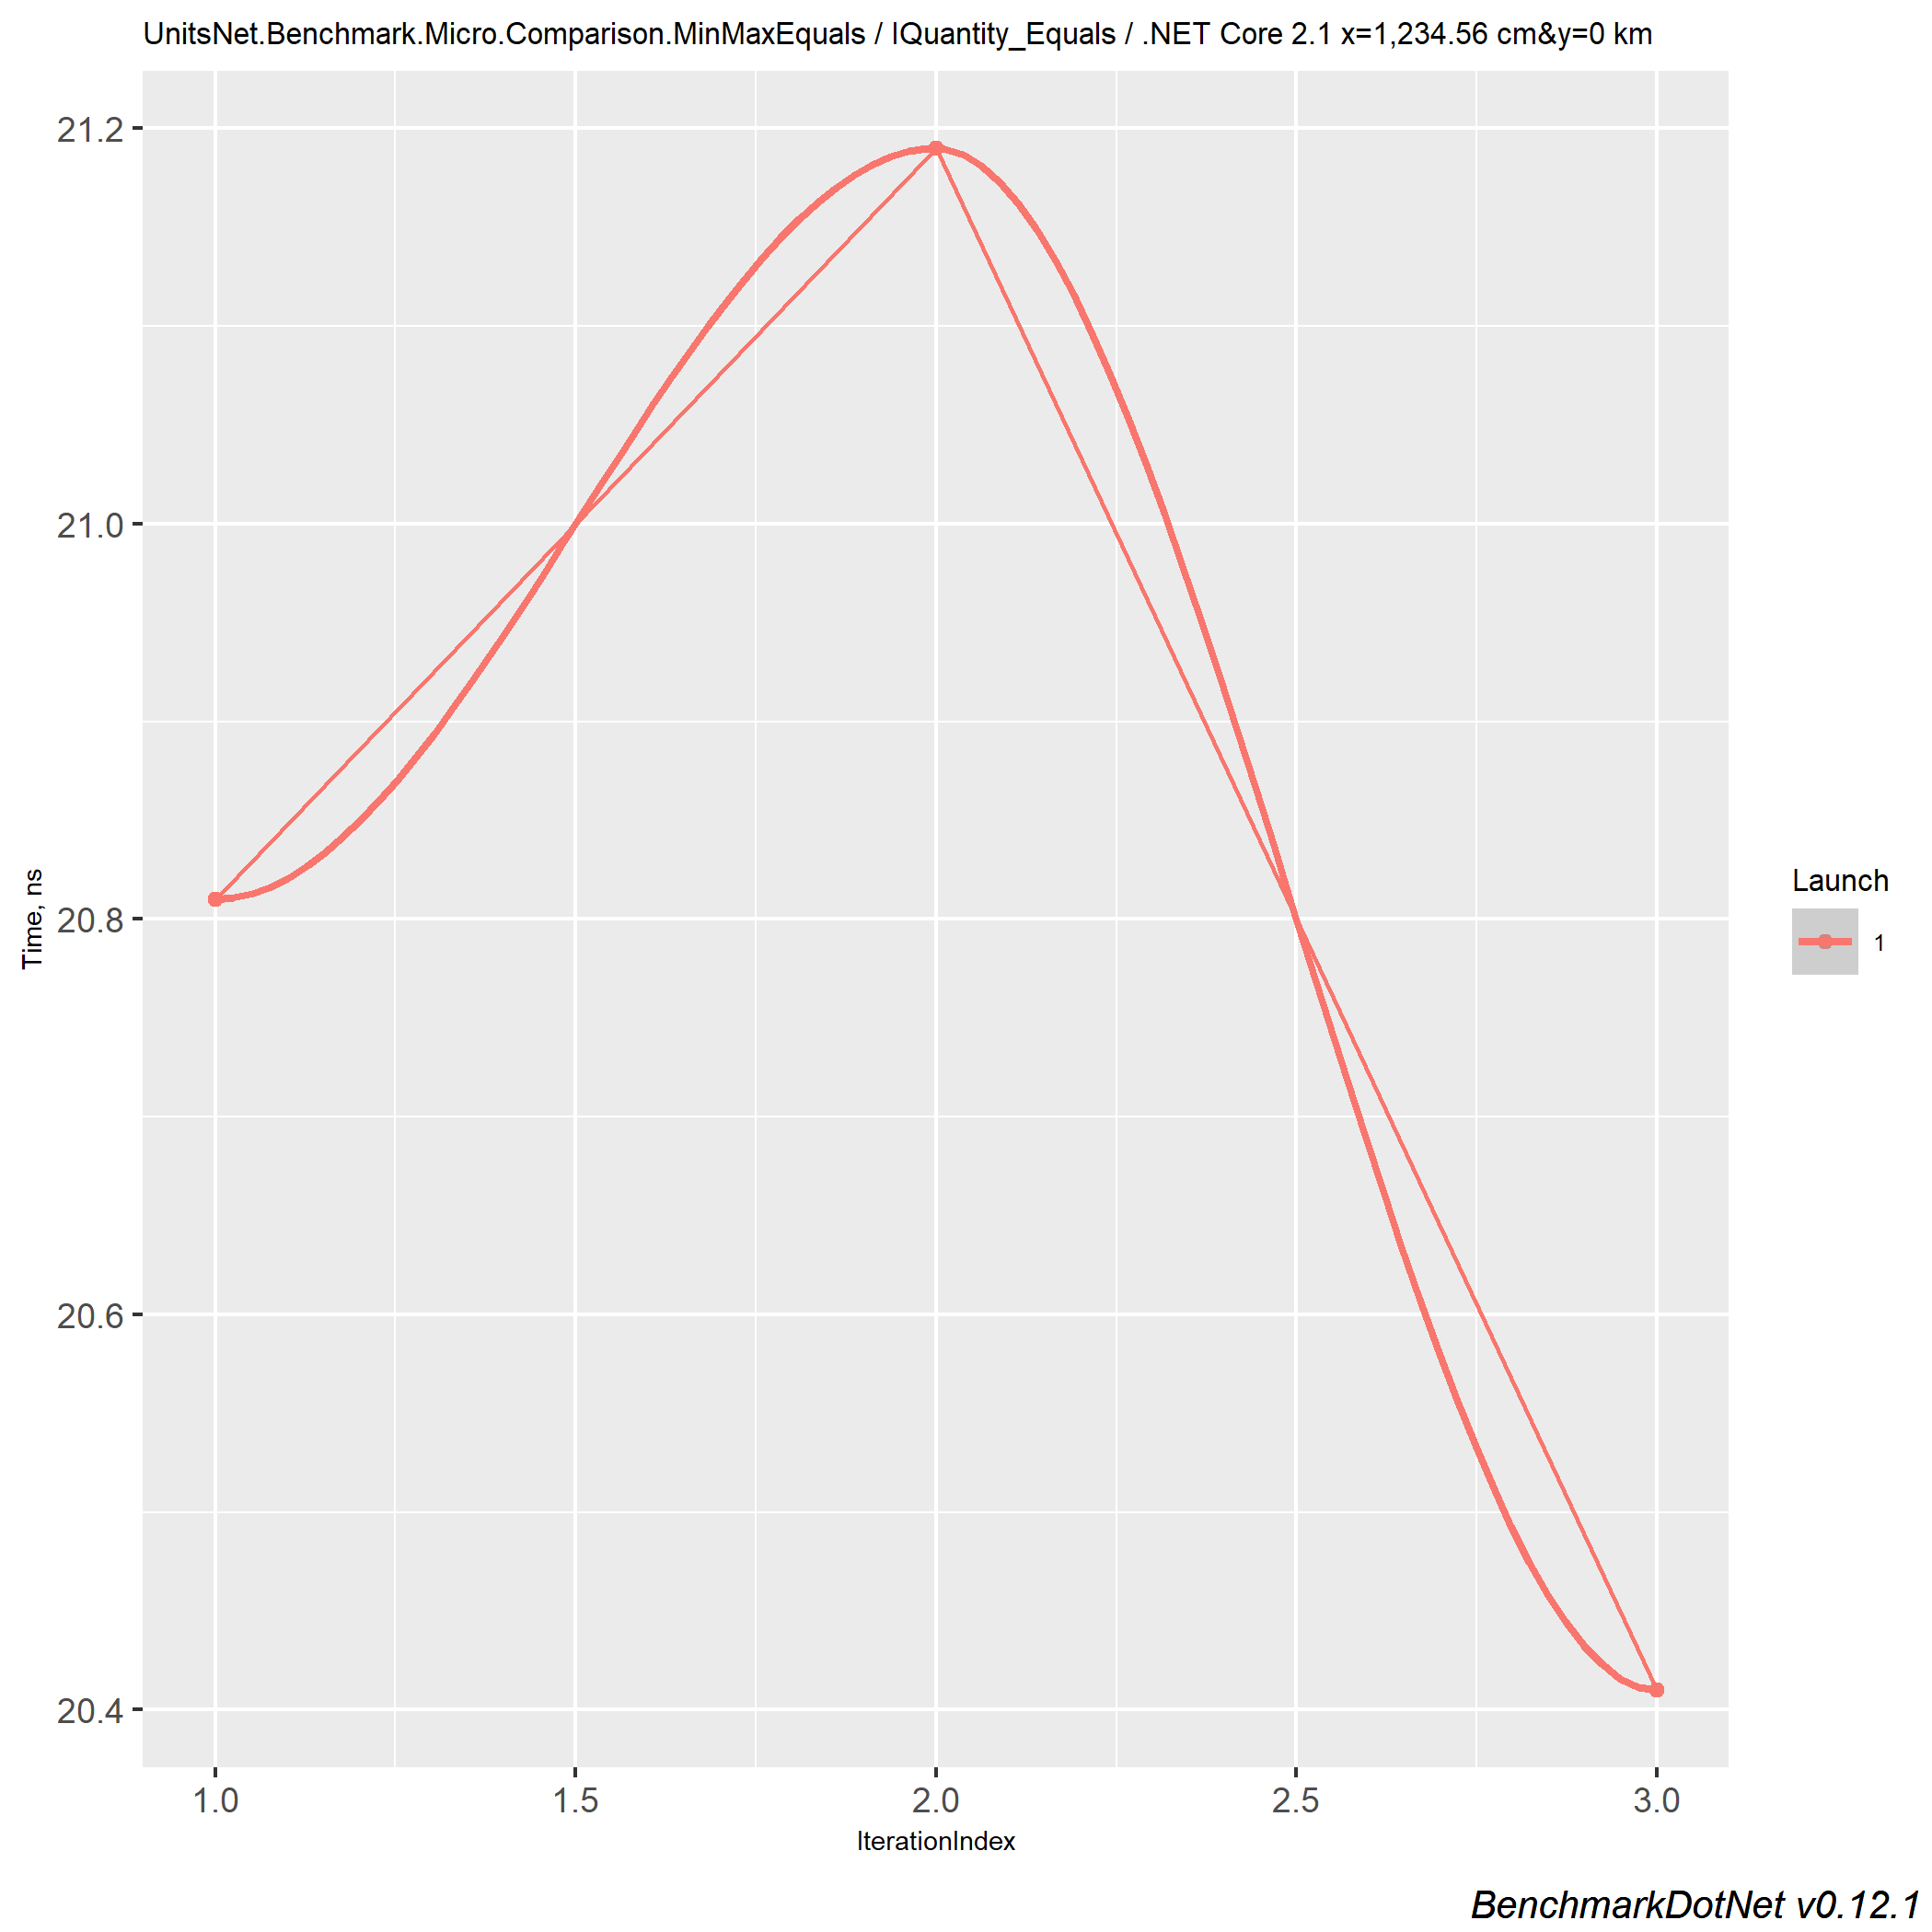 UnitsNet.Benchmark.Micro.Comparison.MinMaxEquals / IQuantity_Equals / .NET Core 2.1 x=1,234.56 cm&y=0 km
21.2
21.0
20.8
20.6
20.4
Time, ns
1.0 1.5 2.0 2.5 3.0
IterationIndex
Launch
1
BenchmarkDotNet v0.12.1